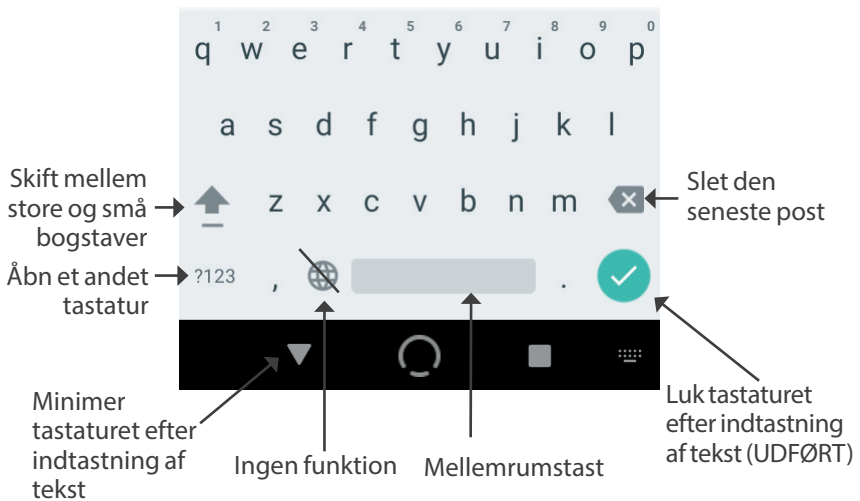 1 2 3 4 5 6 7 8 9 0
q w e r t y u i o p
a s d f g h j k l
Skift mellem
store og små
bogstaver
z x c v b n m
Slet den
seneste post
Åbn et andet
tastatur
?123 , .
Minimer
tastaturet efter
indtastning af
tekst
Ingen funktion
Mellemrumstast
Luk tastaturet
efter indtastning
af tekst (UDFØRT)